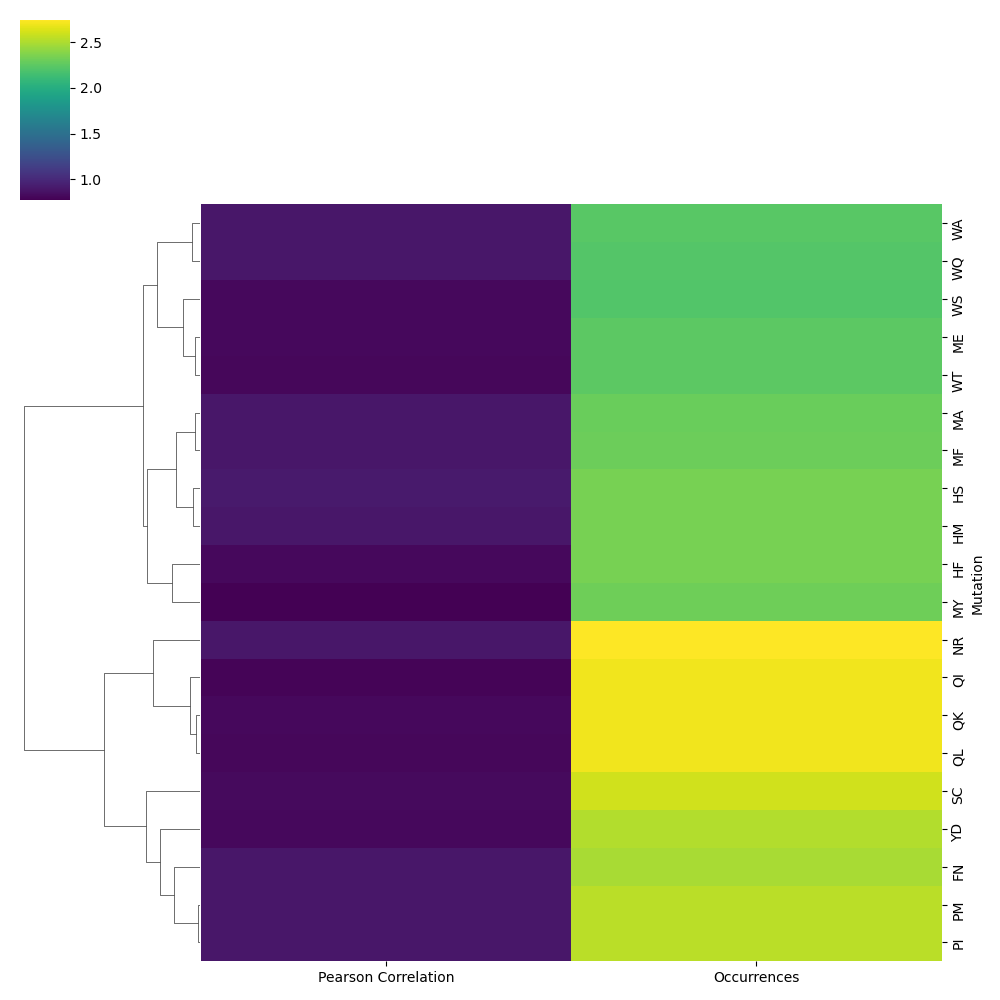 2.5
2.0
1.5
1.0
WA
WQ
WS
ME
WT
MA
MF
HS
HM
HF
MY
NR
QI
QK
QL
SC
YD
FN
PM
PI
Mutation
Pearson Correlation
Occurrences